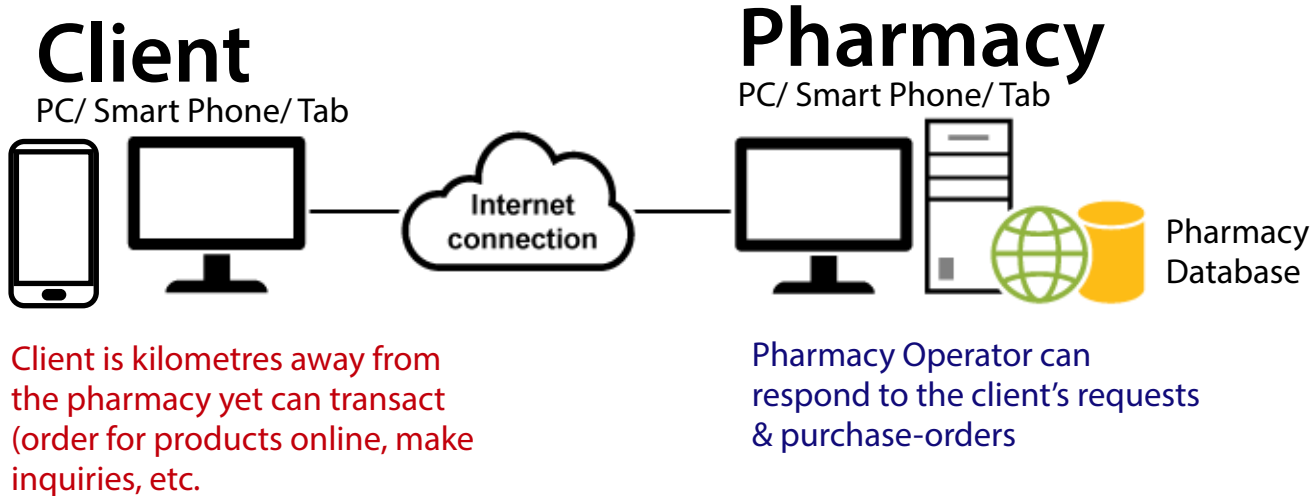 Client
PC/ Smart Phone/ Tab
Pharmacy
PC/ Smart Phone/ Tab
Internet
connection
Pharmacy
Database
Client is kilometres away from
the pharmacy yet can transact
(order for products online, make
inquiries, etc.
Pharmacy Operator can
respond to the client's requests
& purchase-orders